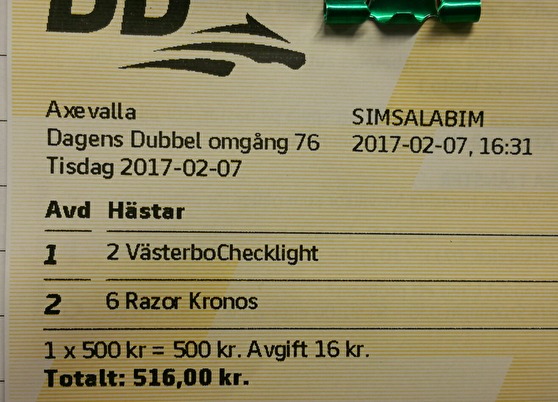 DD
Axevalla
SIMSALABIM
Dagens Dubbel omgång 76
2017-02-07, 16:31
Tisdag 2017-02-07
Avd Hästar
1 2 VästerboChecklight
2 6 Razor Kronos
1 x 500 kr = 500 kr. Avgift 16 kr.
Totalt: 516,00 kr.